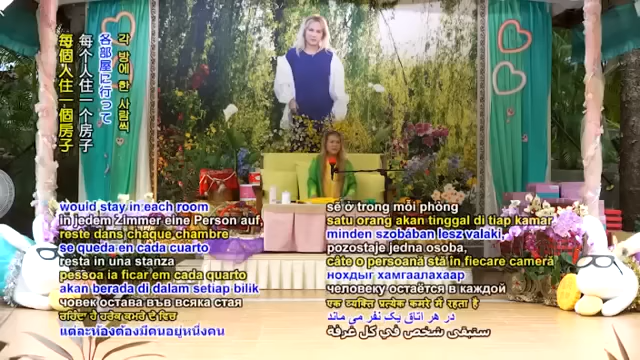 每個人住一個房子
每个人住一个房子
各部屋に行って
각 방에 한 사람씩
would stay in each room
In jedem Zimmer eine Person auf,
reste dans chaque chambre.
se queda en cada cuarto
resta in una stanza
pessoa ia ficar em cada quarto
akan berada di dalam setiap bilik
човек остава във всяка стая
ਰਹਿੰਦਾ ਹੈ ਹਰੇਕ ਕਮਰੇ ਦੇ ਵਿਚ
แต่ละห้องต้องมีคนอยู่หนึ่งคน
sẽ ở trong mỗi phòng
satu orang akan tinggal di tiap kamar
minden szobában lesz valaki,
pozostaje jedna osoba,
câte o persoană stă în fiecare cameră
нохдыг хамгаалахаар
человеку остаётся в каждой
एक व्यक्ति प्रत्येक कमरे में रहता है
در هر اتاق یک نفر می ماند
ستبقى شخص في كل غرفة